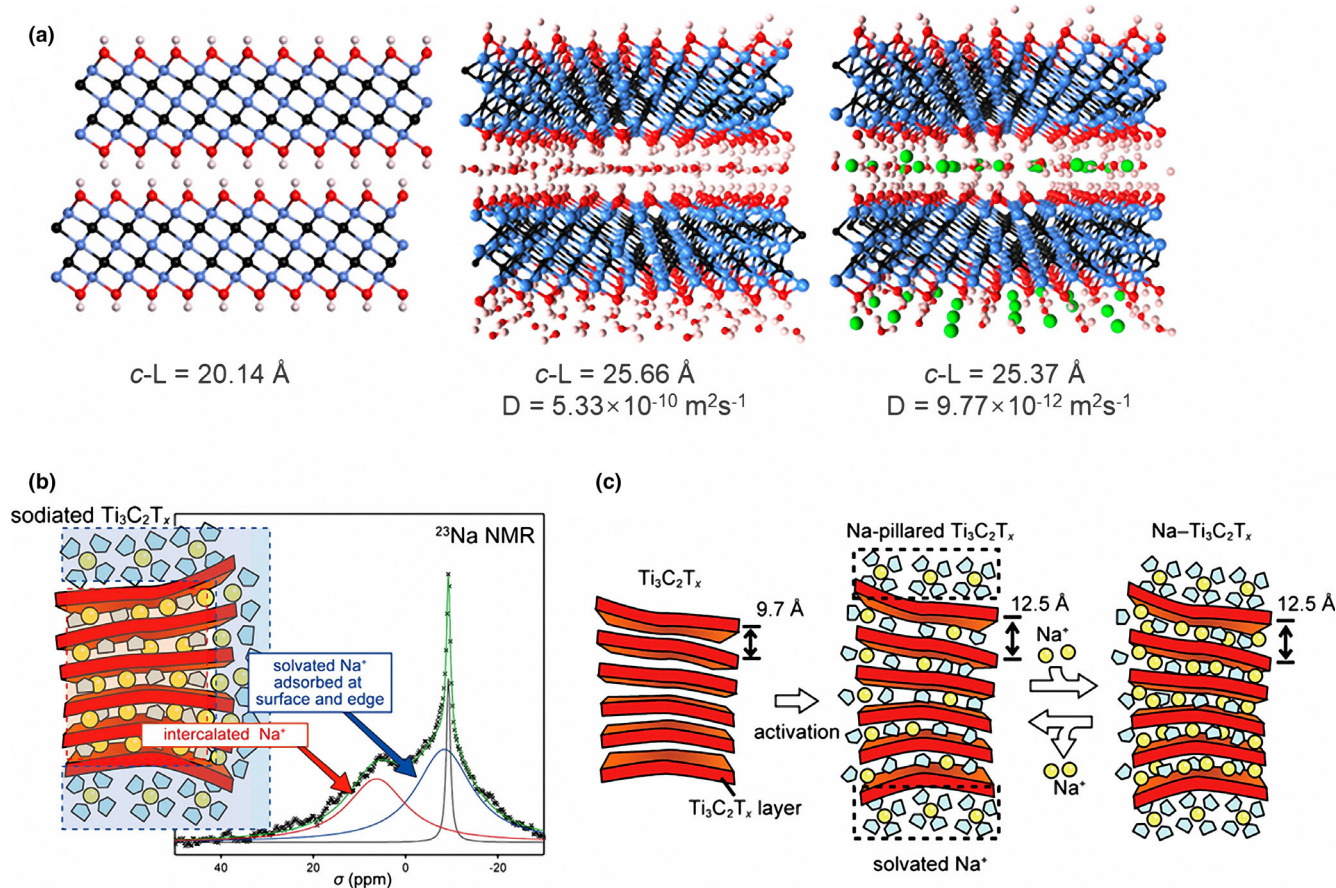 (a)
c-L = 20.14 Å
c-L = 25.66 Å
D = 5.33×10⁻¹⁰ m²s⁻¹
c-L = 25.37 Å
D = 9.77×10⁻¹² m²s⁻¹
(b)
sodiated Ti₃C₂Tₓ
²³Na NMR
solvated Na⁺
adsorbed at
surface and edge
intercalated Na⁺
40
20
0
-20
σ (ppm)
(c)
Ti₃C₂Tₓ
9.7 Å
activation
Ti₃C₂Tₓ layer
Na-pillared Ti₃C₂Tₓ
12.5 Å
solvated Na⁺
Na⁺
Na⁺
Na–Ti₃C₂Tₓ
12.5 Å